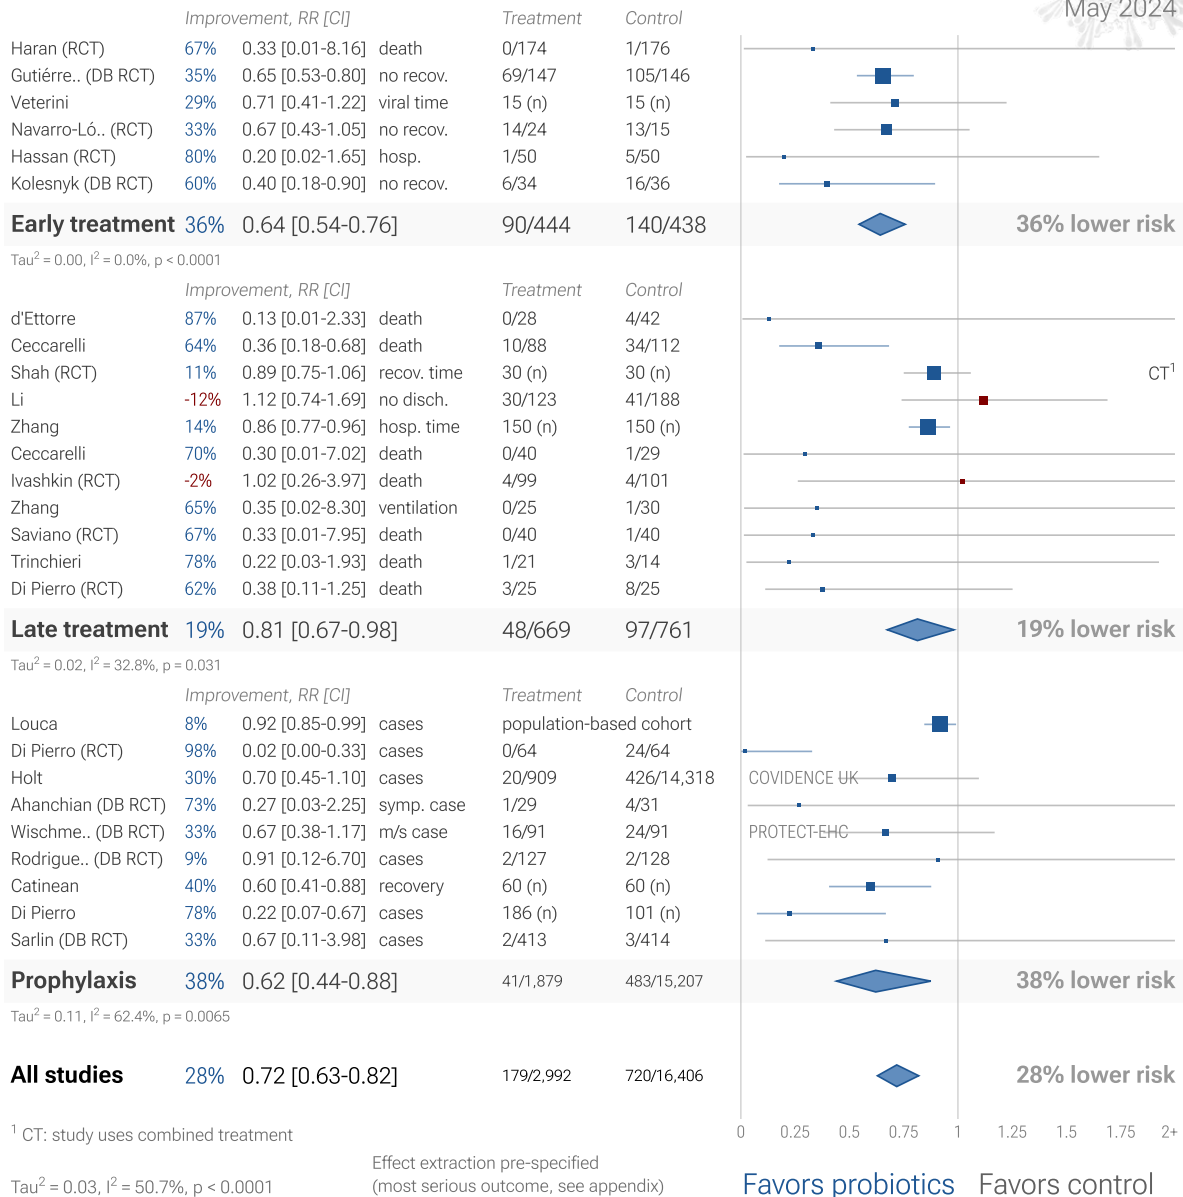 May 2024
Improvement, RR [CI] Treatment Control
Haran (RCT) 67% 0.33 [0.01-8.16] death 0/174 1/176
Gutiérre.. (DB RCT) 35% 0.65 [0.53-0.80] no recov. 69/147 105/146
Veterini 29% 0.71 [0.41-1.22] viral time 15 (n) 15 (n)
Navarro-Ló.. (RCT) 33% 0.67 [0.43-1.05] no recov. 14/24 13/15
Hassan (RCT) 80% 0.20 [0.02-1.65] hosp. 1/50 5/50
Kolesnyk (DB RCT) 60% 0.40 [0.18-0.90] no recov. 6/34 16/36
Early treatment 36% 0.64 [0.54-0.76] 90/444 140/438 36% lower risk
Tau² = 0.00, I² = 0.0%, p < 0.0001
Improvement, RR [CI] Treatment Control
d'Ettorre 87% 0.13 [0.01-2.33] death 0/28 4/42
Ceccarelli 64% 0.36 [0.18-0.68] death 10/88 34/112
Shah (RCT) 11% 0.89 [0.75-1.06] recov. time 30 (n) 30 (n) CT¹
Li -12% 1.12 [0.74-1.69] no disch. 30/123 41/188
Zhang 14% 0.86 [0.77-0.96] hosp. time 150 (n) 150 (n)
Ceccarelli 70% 0.30 [0.01-7.02] death 0/40 1/29
Ivashkin (RCT) -2% 1.02 [0.26-3.97] death 4/99 4/101
Zhang 65% 0.35 [0.02-8.30] ventilation 0/25 1/30
Saviano (RCT) 67% 0.33 [0.01-7.95] death 0/40 1/40
Trinchieri 78% 0.22 [0.03-1.93] death 1/21 3/14
Di Pierro (RCT) 62% 0.38 [0.11-1.25] death 3/25 8/25
Late treatment 19% 0.81 [0.67-0.98] 48/669 97/761 19% lower risk
Tau² = 0.02, I² = 32.8%, p = 0.031
Improvement, RR [CI] Treatment Control
Louca 8% 0.92 [0.85-0.99] cases population-based cohort
Di Pierro (RCT) 98% 0.02 [0.00-0.33] cases 0/64 24/64
Holt 30% 0.70 [0.45-1.10] cases 20/909 426/14,318 COVIDENCE UK
Ahanchian (DB RCT) 73% 0.27 [0.03-2.25] symp. case 1/29 4/31
Wischme.. (DB RCT) 33% 0.67 [0.38-1.17] m/s case 16/91 24/91 PROTECT-EHC
Rodrigue.. (DB RCT) 9% 0.91 [0.12-6.70] cases 2/127 2/128
Catinean 40% 0.60 [0.41-0.88] recovery 60 (n) 60 (n)
Di Pierro 78% 0.22 [0.07-0.67] cases 186 (n) 101 (n)
Sarlin (DB RCT) 33% 0.67 [0.11-3.98] cases 2/413 3/414
Prophylaxis 38% 0.62 [0.44-0.88] 41/1,879 483/15,207 38% lower risk
Tau² = 0.11, I² = 62.4%, p = 0.0065
All studies 28% 0.72 [0.63-0.82] 179/2,992 720/16,406 28% lower risk
0 0.25 0.5 0.75 1 1.25 1.5 1.75 2+
¹ CT: study uses combined treatment
Effect extraction pre-specified
Tau² = 0.03, I² = 50.7%, p < 0.0001 (most serious outcome, see appendix) Favors probiotics Favors control